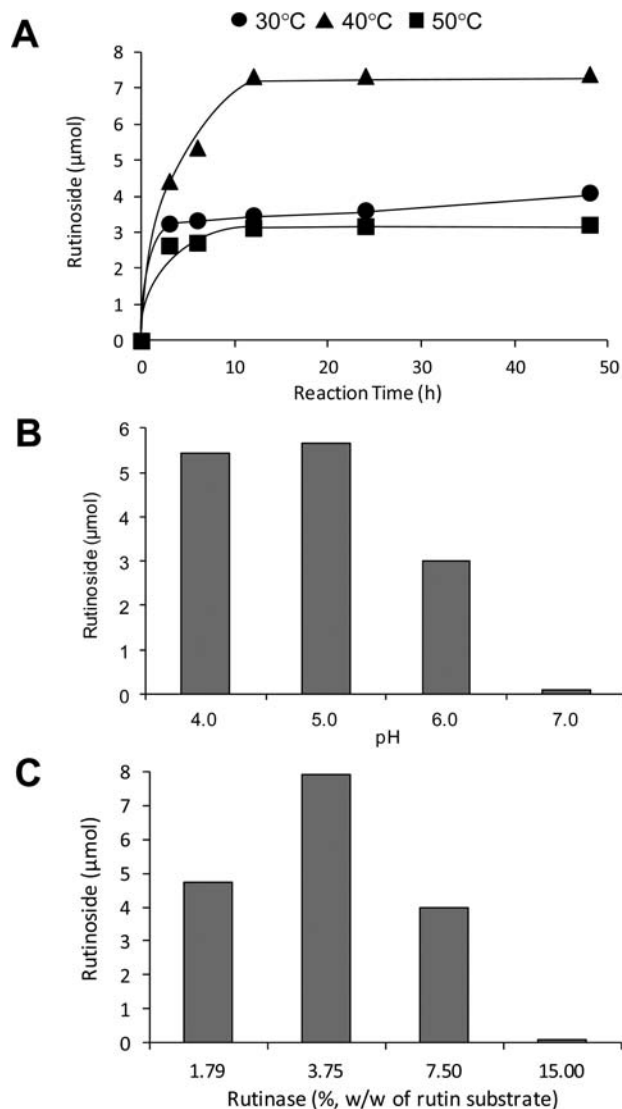 ● 30°C ▲ 40°C ■ 50°C
A
8
7
6
5
4
3
2
1
0
Rutinoside (µmol)
0 10 20 30 40 50
Reaction Time (h)
B
6
5
4
3
2
1
0
Rutinoside (µmol)
4.0 5.0 6.0 7.0
pH
C
8
7
6
5
4
3
2
1
0
Rutinoside (µmol)
1.79 3.75 7.50 15.00
Rutinase (%, w/w of rutin substrate)